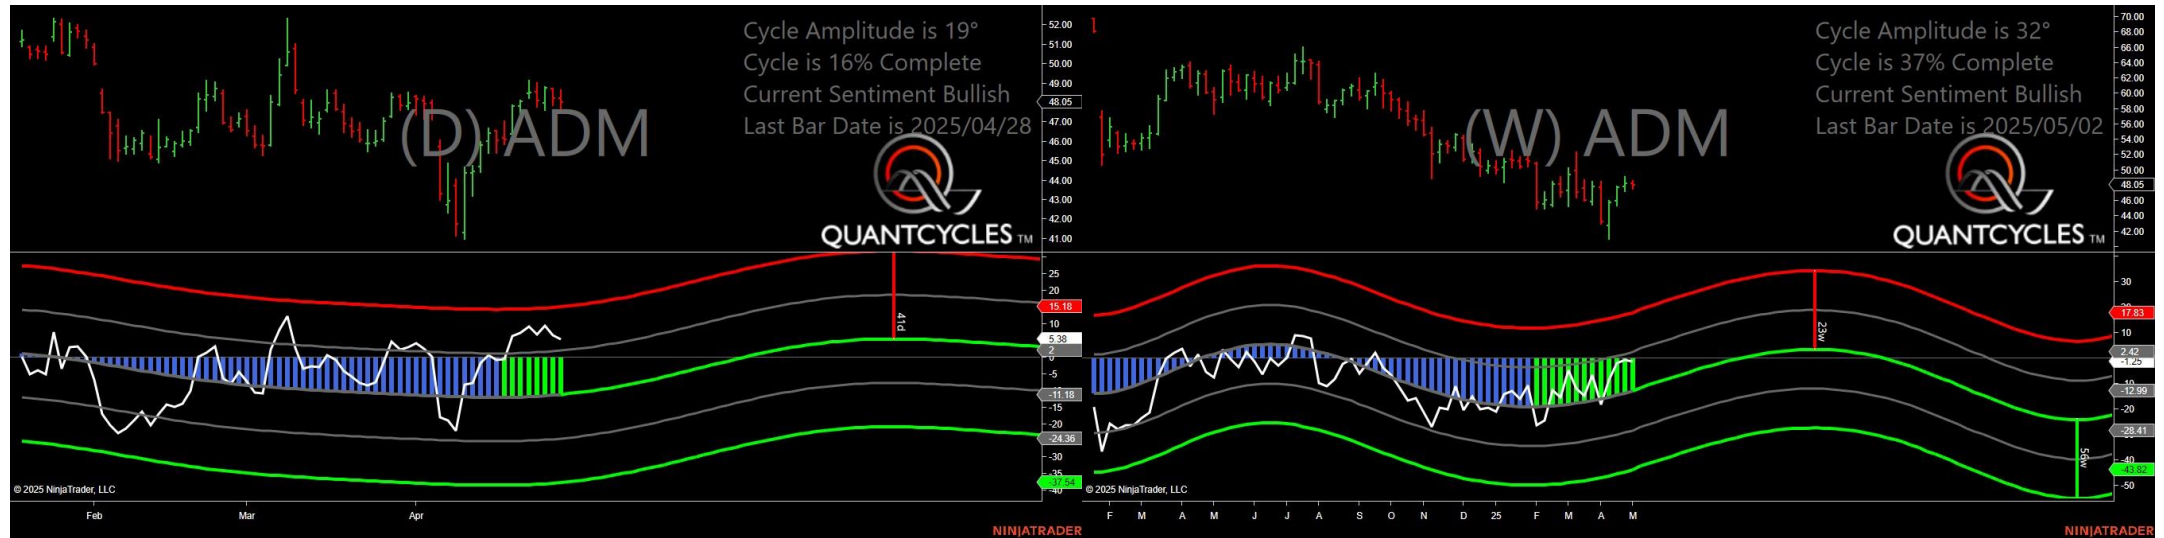 Cycle Amplitude is 19°
Cycle is 16% Complete
Current Sentiment Bullish
Last Bar Date is 2025/04/28
(D) ADM
QUANTCYCLES TM
52.00
51.00
50.00
49.00
48.05
47.00
46.00
45.00
44.00
43.00
42.00
41.00
41d
25
20
15.18
10
5.38
2
0
-5
-11.18
-15
-20
-24.36
-30
-35
-37.54
-40
© 2025 NinjaTrader, LLC
Feb Mar Apr
NINJATRADER
Cycle Amplitude is 32°
Cycle is 37% Complete
Current Sentiment Bullish
Last Bar Date is 2025/05/02
(W) ADM
QUANTCYCLES TM
70.00
68.00
66.00
64.00
62.00
60.00
58.00
56.00
54.00
52.00
50.00
48.05
46.00
44.00
42.00
23w
56w
30
17.83
10
2.42
-1.25
-12.99
-20
-28.41
-40
-43.82
-50
© 2025 NinjaTrader, LLC
F M A M J J A S O N D 25 F M A M
NINJATRADER